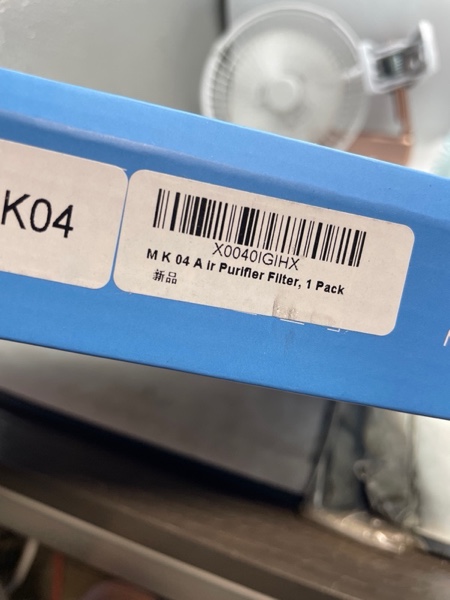 K04
X0040IGIHX
M K 04 A ir Purifier Filter, 1 Pack
新品